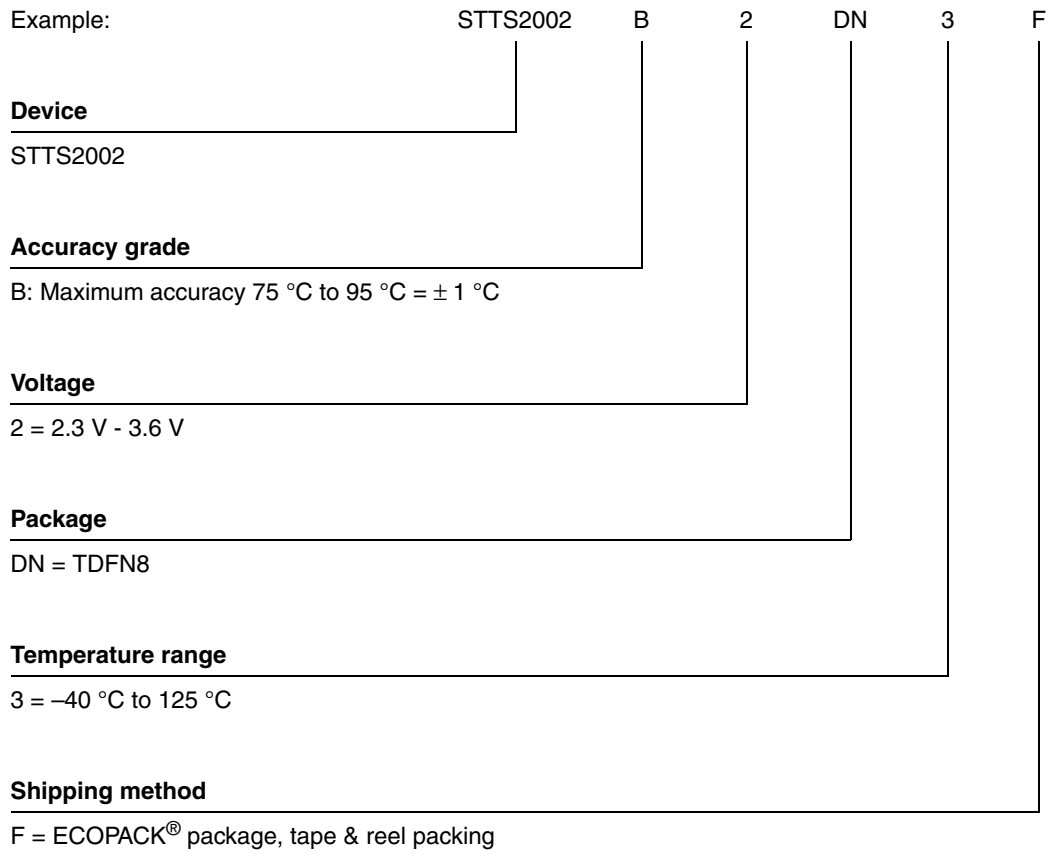 Example: STTS2002 B 2 DN 3 F
Device
STTS2002
Accuracy grade
B: Maximum accuracy 75 °C to 95 °C = ± 1 °C
Voltage
2 = 2.3 V - 3.6 V
Package
DN = TDFN8
Temperature range
3 = –40 °C to 125 °C
Shipping method
F = ECOPACK® package, tape & reel packing